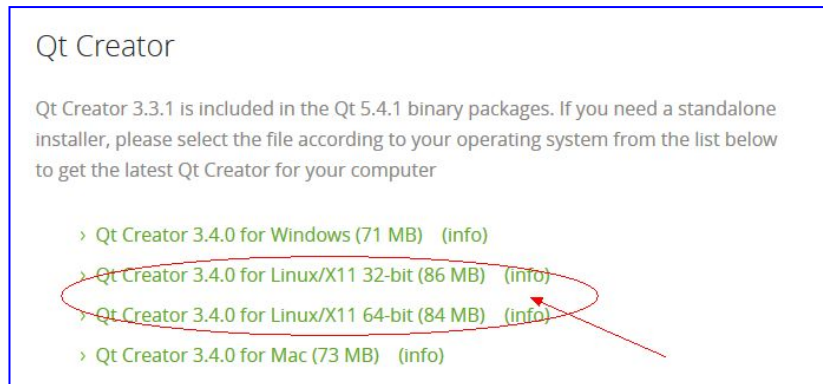 Qt Creator
Qt Creator 3.3.1 is included in the Qt 5.4.1 binary packages. If you need a standalone
installer, please select the file according to your operating system from the list below
to get the latest Qt Creator for your computer
› Qt Creator 3.4.0 for Windows (71 MB) (info)
› Qt Creator 3.4.0 for Linux/X11 32-bit (86 MB) (info)
› Qt Creator 3.4.0 for Linux/X11 64-bit (84 MB) (info)
› Qt Creator 3.4.0 for Mac (73 MB) (info)